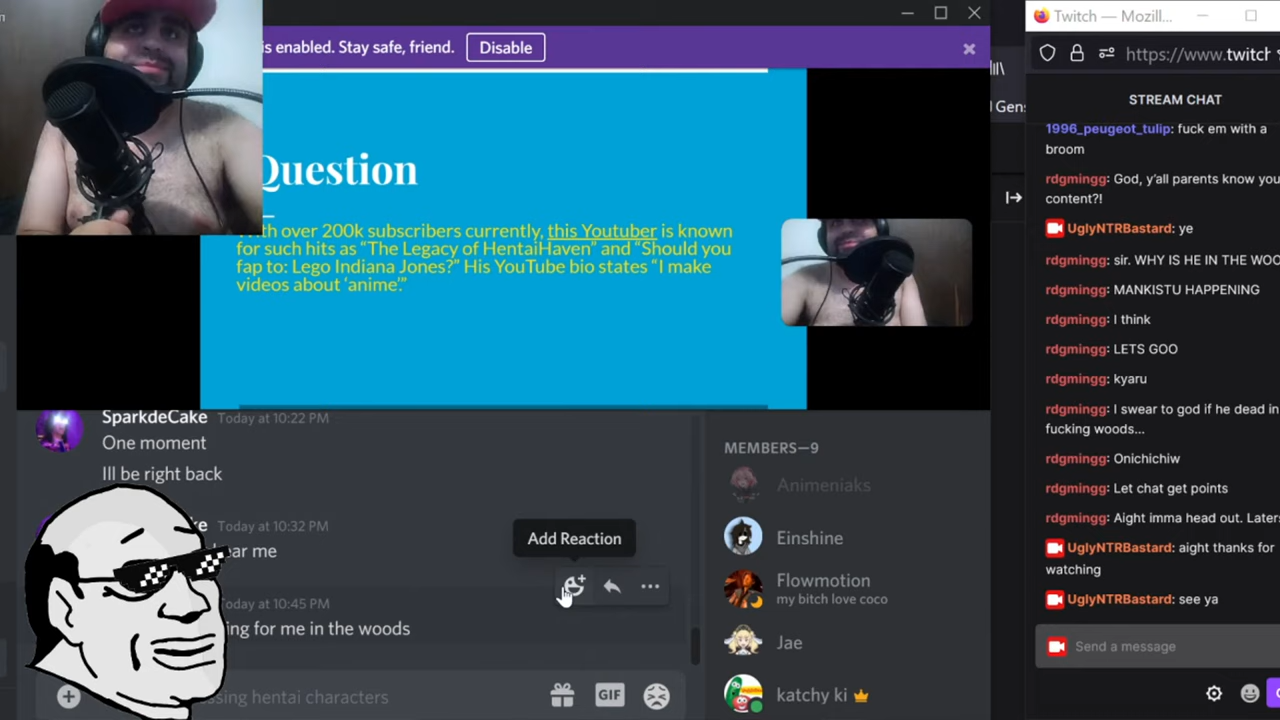 is enabled. Stay safe, friend.
Disable
Question
With over 200k subscribers currently, this Youtuber is known
for such hits as “The Legacy of HentaiHaven” and “Should you
fap to: Lego Indiana Jones?” His YouTube bio states “I make
videos about ‘anime’.”
SparkdeCake Today at 10:22 PM
One moment
Ill be right back
Today at 10:32 PM
ear me
Add Reaction
Today at 10:45 PM
ing for me in the woods
ssing hentai characters
GIF
MEMBERS—9
Animeniaks
Einshine
Flowmotion
my bitch love coco
Jae
katchy ki
Gens
Twitch — Mozill...
https://www.twitch
STREAM CHAT
1996_peugeot_tulip: fuck em with a
broom
rdgmingg: God, y'all parents know you
content?!
UglyNTRBastard: ye
rdgmingg: sir. WHY IS HE IN THE WOO
rdgmingg: MANKISTU HAPPENING
rdgmingg: I think
rdgmingg: LETS GOO
rdgmingg: kyaru
rdgmingg: I swear to god if he dead in
fucking woods...
rdgmingg: Onichichiw
rdgmingg: Let chat get points
rdgmingg: Aight imma head out. Later
UglyNTRBastard: aight thanks for
watching
UglyNTRBastard: see ya
Send a message